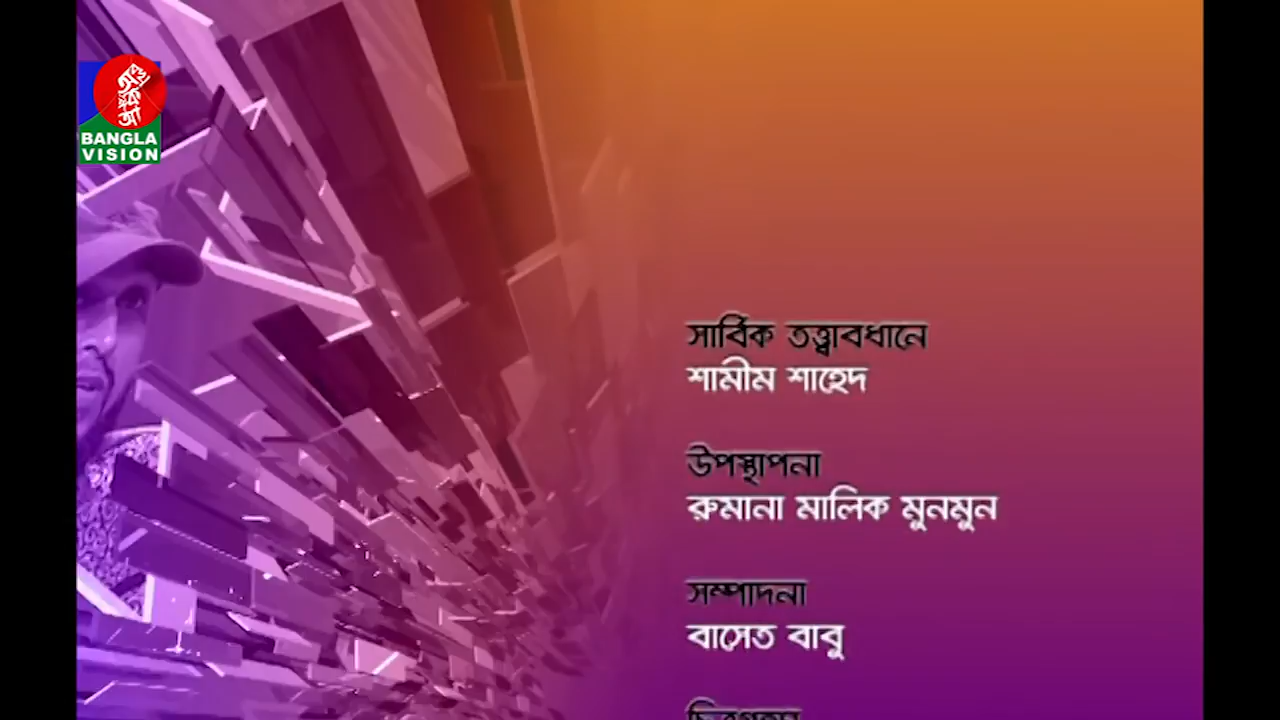 BANGLA
VISION
সার্বিক তত্ত্বাবধানে
শামীম শাহেদ
উপস্থাপনা
রুমানা মালিক মুনমুন
সম্পাদনা
বাসেত বাবু